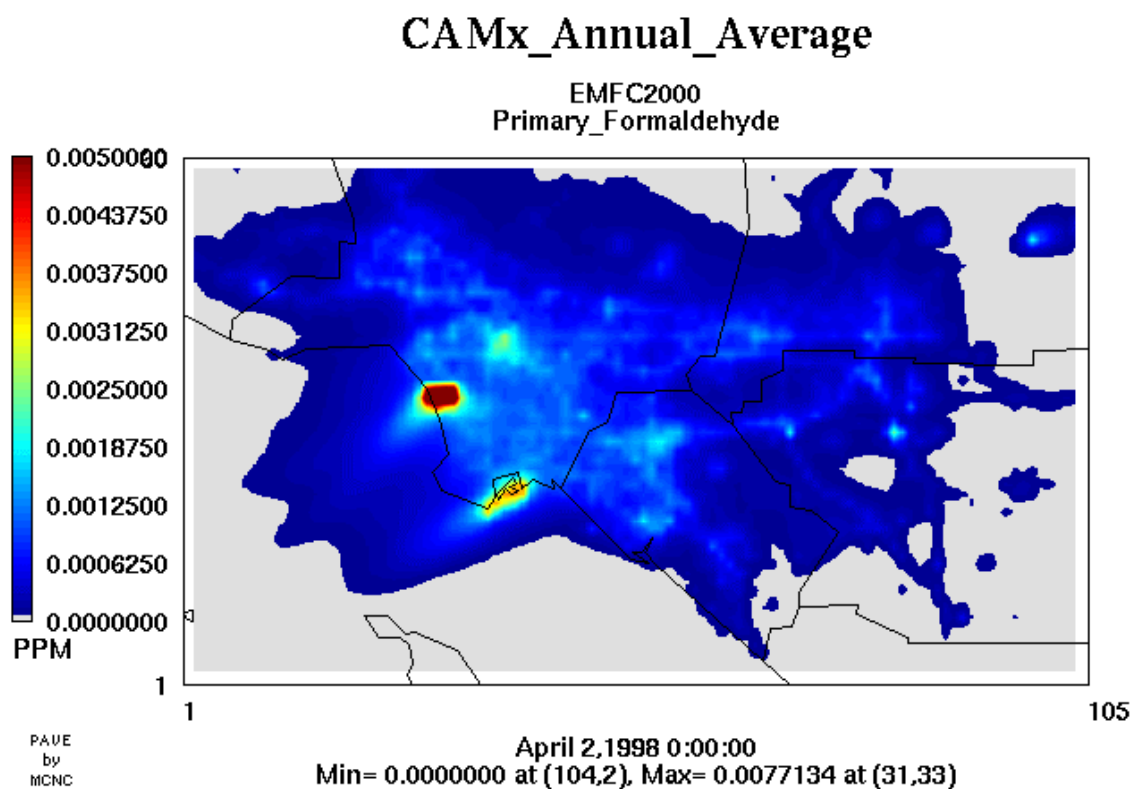 CAMx_Annual_Average
EMFC2000
Primary_Formaldehyde
0.0050000
0.0043750
0.0037500
0.0031250
0.0025000
0.0018750
0.0012500
0.0006250
0.0000000
PPM
1
1
105
PAVE
by
MCNC
April 2,1998 0:00:00
Min= 0.0000000 at (104,2), Max= 0.0077134 at (31,33)